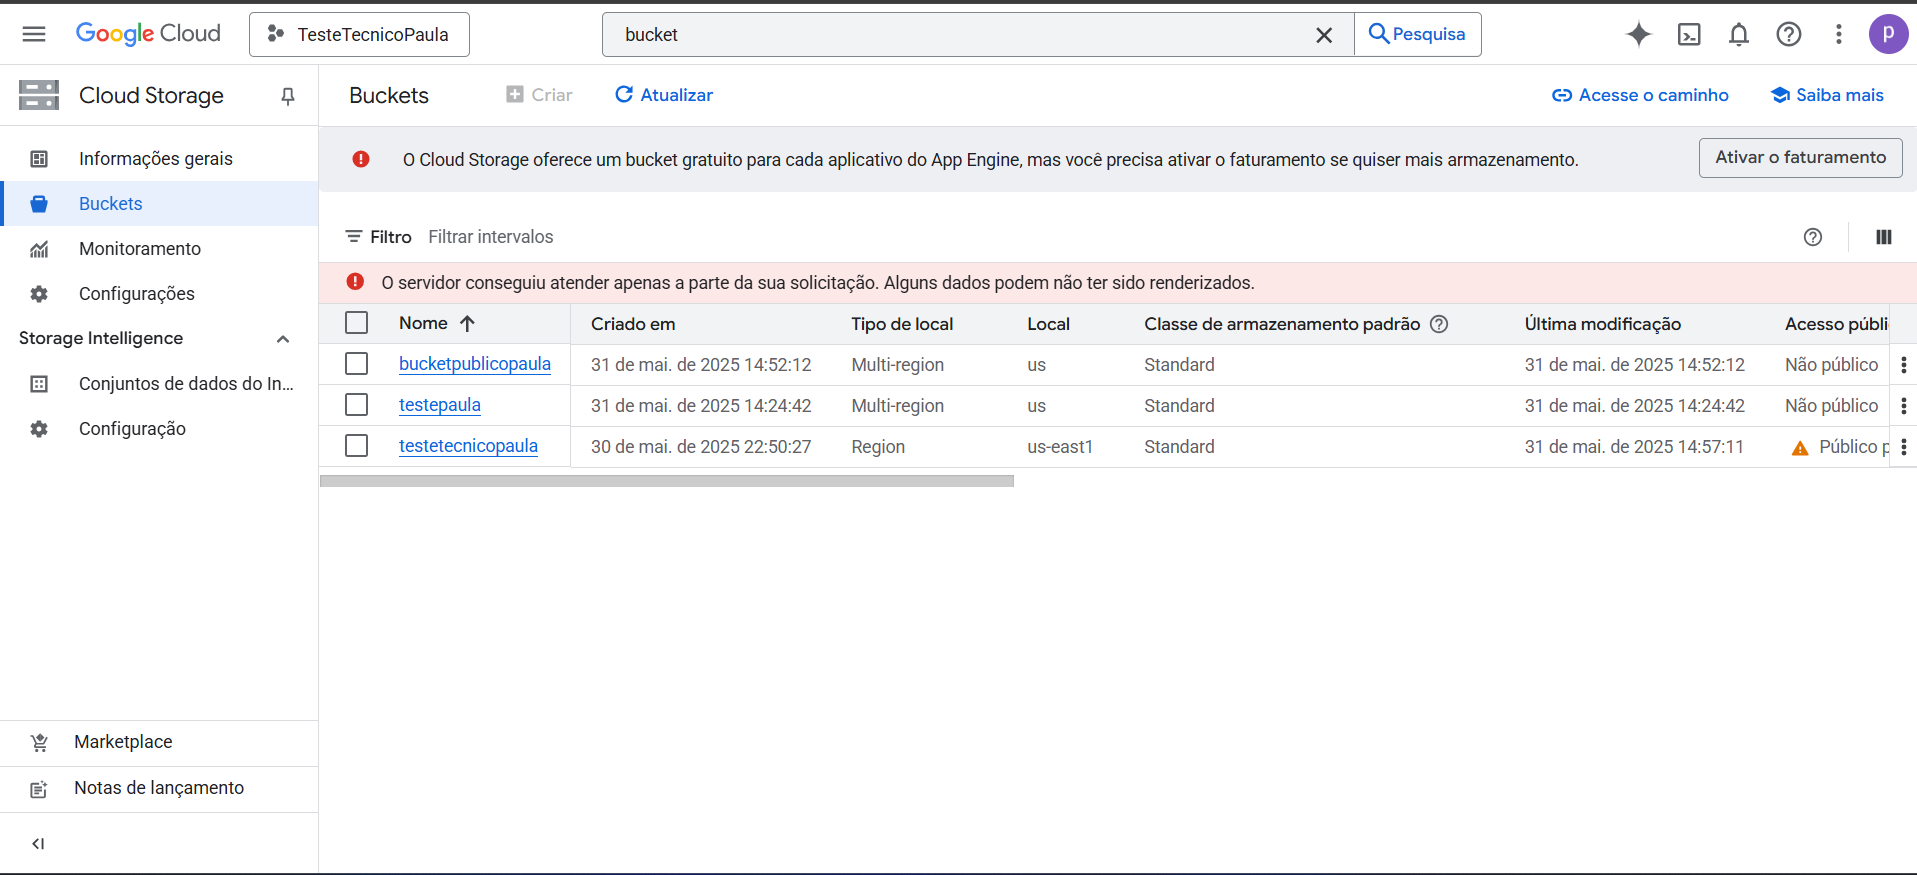 Google Cloud
TesteTecnicoPaula
bucket
Pesquisa
p
Cloud Storage
Buckets
Criar
Atualizar
Acesse o caminho
Saiba mais
Informações gerais
Buckets
Monitoramento
Configurações
Storage Intelligence
Conjuntos de dados do In...
Configuração
Marketplace
Notas de lançamento
O Cloud Storage oferece um bucket gratuito para cada aplicativo do App Engine, mas você precisa ativar o faturamento se quiser mais armazenamento.
Ativar o faturamento
Filtro Filtrar intervalos
O servidor conseguiu atender apenas a parte da sua solicitação. Alguns dados podem não ter sido renderizados.
Nome Criado em Tipo de local Local Classe de armazenamento padrão Última modificação Acesso públi
bucketpublicopaula 31 de mai. de 2025 14:52:12 Multi-region us Standard 31 de mai. de 2025 14:52:12 Não público
testepaula 31 de mai. de 2025 14:24:42 Multi-region us Standard 31 de mai. de 2025 14:24:42 Não público
testetecnicopaula 30 de mai. de 2025 22:50:27 Region us-east1 Standard 31 de mai. de 2025 14:57:11 Público p